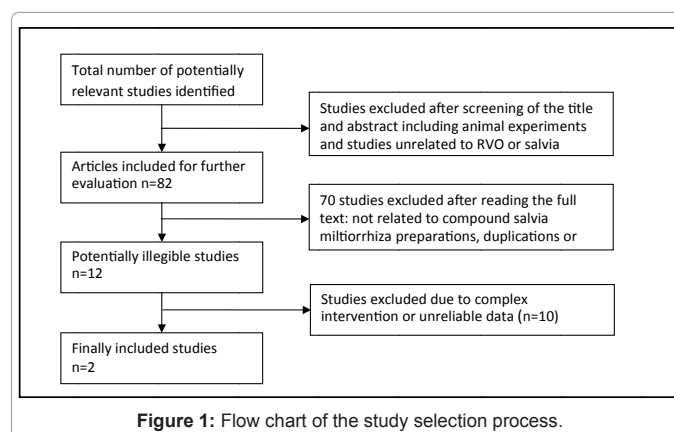 Total number of potentially
relevant studies identified
Studies excluded after screening of the title
and abstract including animal experiments
and studies unrelated to RVO or salvia
Articles included for further
evaluation n=82
70 studies excluded after reading the full
text: not related to compound salvia
miltiorrhiza preparations, duplications or
Potentially illegible studies
n=12
Studies excluded due to complex
intervention or unreliable data (n=10)
Finally included studies
n=2
Figure 1: Flow chart of the study selection process.